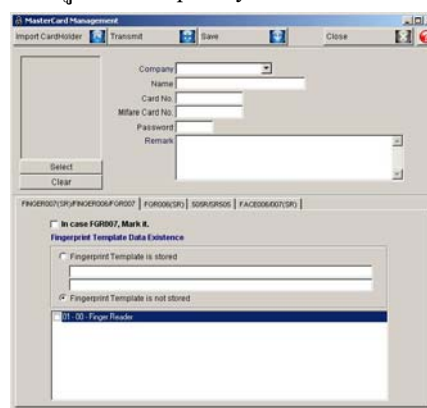 MasterCard Management
Import CardHolder Transmit Save Close
Company
Name
Card No.
Mifare Card No.
Password
Remark
Select
Clear
FINGER007(SR)/FINGER006/FGR007 FGR006(SR) 505R/SR505 FACE006/007(SR)
In case FGR007, Mark it.
Fingerprint Template Data Existence
Fingerprint Template is stored
Fingerprint Template is not stored
01 - 00 - Finger Reader